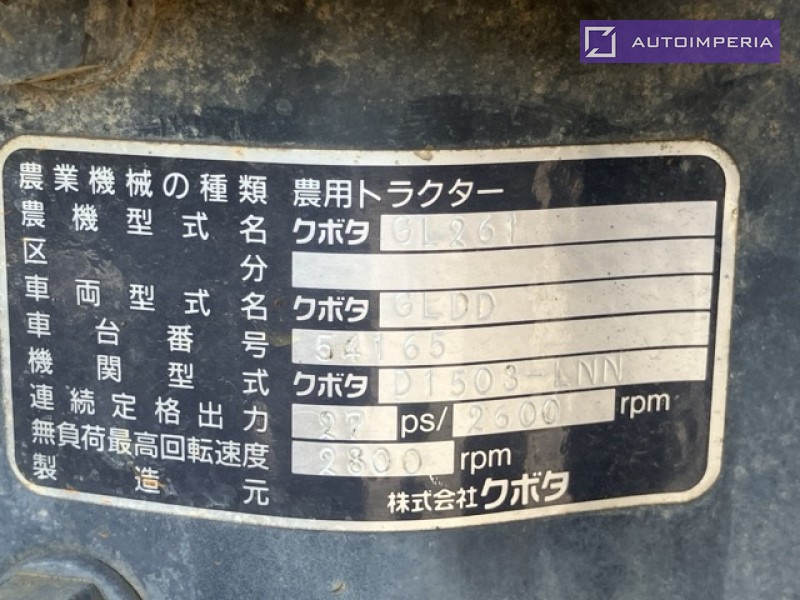 AUTOIMPERIA
農業機械の種類 農用トラクター
農機型式名 クボタ GL261
区分
車両型式名 クボタ GLDD
車台番号 54165
機関型式 クボタ D1503-LNN
連続定格出力 27 ps/ 2600 rpm
無負荷最高回転速度 2800 rpm
製造元 株式会社クボタ